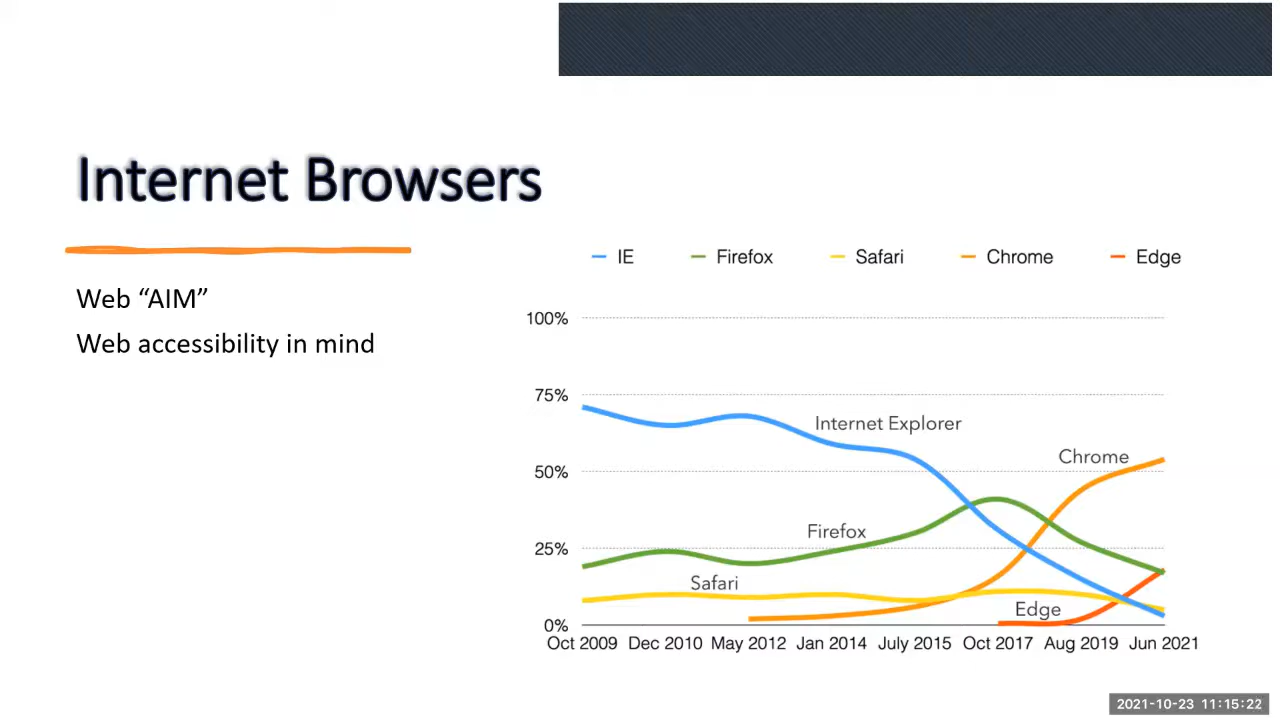 Internet Browsers
Web “AIM”
Web accessibility in mind
IE Firefox Safari Chrome Edge
100%
75%
Internet Explorer
Chrome
50%
Firefox
25%
Safari
Edge
0%
Oct 2009 Dec 2010 May 2012 Jan 2014 July 2015 Oct 2017 Aug 2019 Jun 2021
2021-10-23 11:15:22